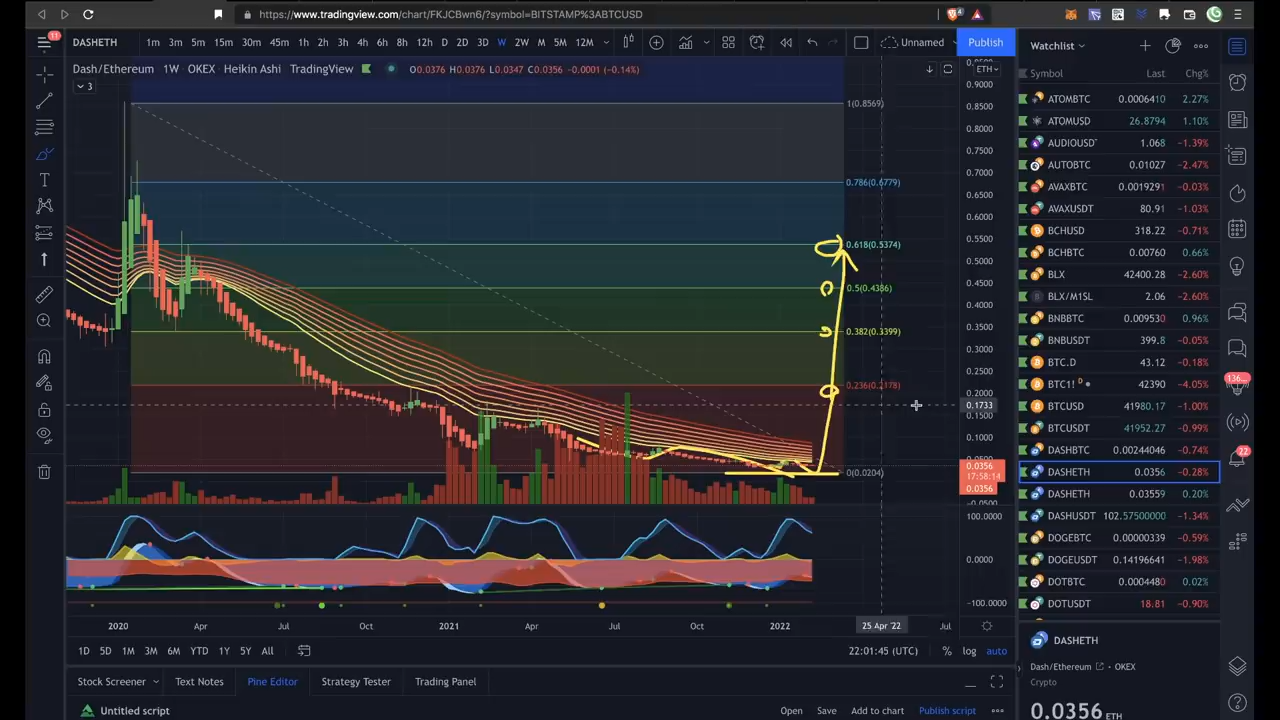 https://www.tradingview.com/chart/FKJCBwn6/?symbol=BITSTAMP%3ABTCUSD
11
DASHETH 1m 3m 5m 15m 30m 45m 1h 2h 3h 4h 6h 8h 12h D 2D 3D W 2W M 5M 12M Unnamed Publish
Dash/Ethereum 1W OKEX Heikin Ashi TradingView O0.0376 H0.0376 L0.0347 C0.0356 -0.0001 (-0.14%) ETH
3
0.9000
0.8500
0.8000
0.7500
0.7000
0.6500
0.6000
0.5500
0.5000
0.4500
0.4000
0.3500
0.3000
0.2500
0.2000
0.1733
0.1500
0.1000
0.0356
17:58:14
0.0356
1(0.8569)
0.786(0.6779)
0.618(0.5374)
0.5(0.4386)
0.382(0.3399)
0.236(0.2178)
0(0.0204)
100.0000
0.0000
-100.0000
2020 Apr Jul Oct 2021 Apr Jul Oct 2022 25 Apr '22 Jul
1D 5D 1M 3M 6M YTD 1Y 5Y All 22:01:45 (UTC) % log auto
Stock Screener Text Notes Pine Editor Strategy Tester Trading Panel
Untitled script Open Save Add to chart Publish script
Watchlist
Symbol Last Chg%
ATOMBTC 0.0006410 2.27%
ATOMUSD 26.8794 1.10%
AUDIOUSD 1.068 -1.39%
AUTOBTC 0.01027 -2.47%
AVAXBTC 0.0019291 -0.03%
AVAXUSDT 80.91 -1.03%
BCHUSD 318.22 -0.71%
BCHBTC 0.00760 0.66%
BLX 42400.28 -2.60%
BLX/M1SL 2.06 -2.60%
BNBBTC 0.009530 0.96%
BNBUSDT 399.8 -0.05%
BTC.D 43.12 -0.18%
BTC1! D 42390 -4.05%
BTCUSD 41980.17 -1.00%
BTCUSDT 41952.27 -0.99%
DASHBTC 0.00244046 -0.74%
DASHETH 0.0356 -0.28%
DASHETH 0.03559 0.20%
DASHUSDT 102.57500000 -1.34%
DOGEBTC 0.00000339 -0.59%
DOGEUSDT 0.14196641 -1.98%
DOTBTC 0.0004480 0.02%
DOTUSDT 18.81 -0.90%
DASHETH
Dash/Ethereum OKEX
Crypto
0.0356 ETH
136...
22